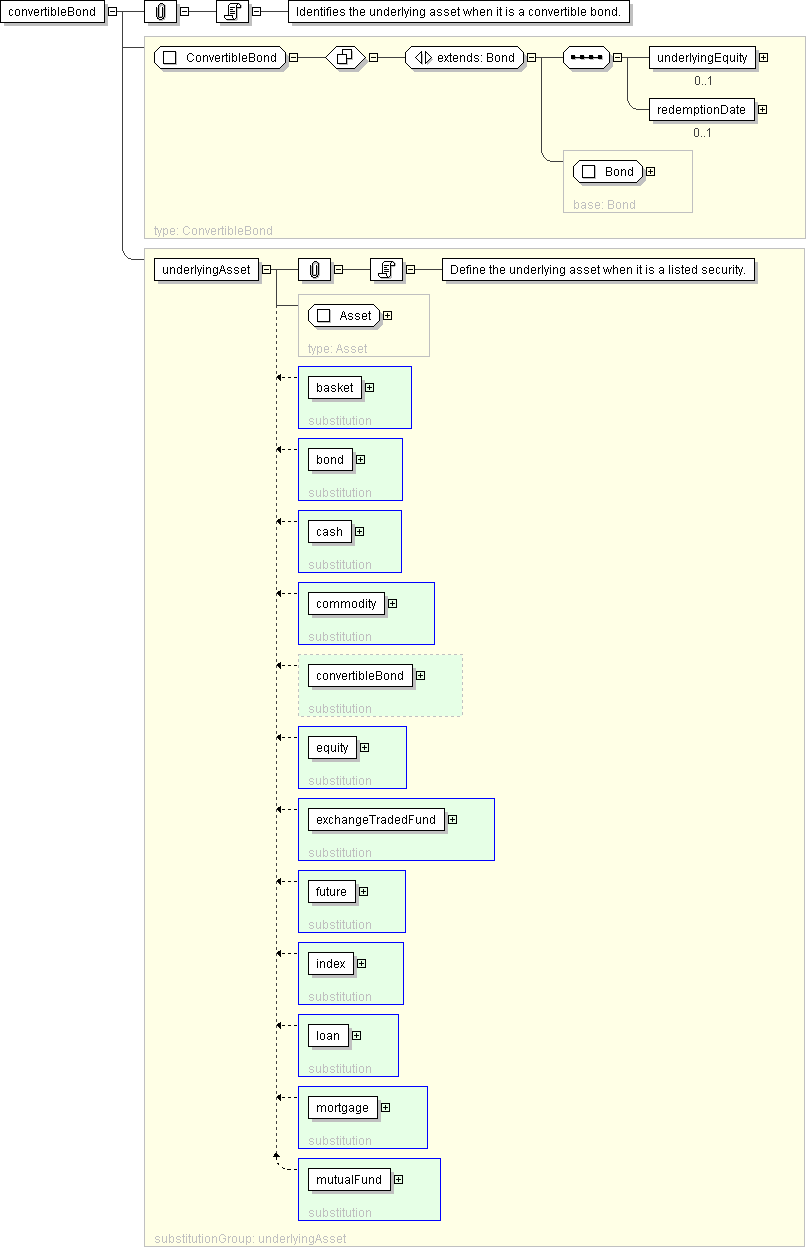 convertibleBond
Identifies the underlying asset when it is a convertible bond.
ConvertibleBond
extends: Bond
underlyingEquity
0..1
redemptionDate
0..1
Bond
base: Bond
type: ConvertibleBond
underlyingAsset
Define the underlying asset when it is a listed security.
Asset
type: Asset
basket
substitution
bond
substitution
cash
substitution
commodity
substitution
convertibleBond
substitution
equity
substitution
exchangeTradedFund
substitution
future
substitution
index
substitution
loan
substitution
mortgage
substitution
mutualFund
substitution
substitutionGroup: underlyingAsset